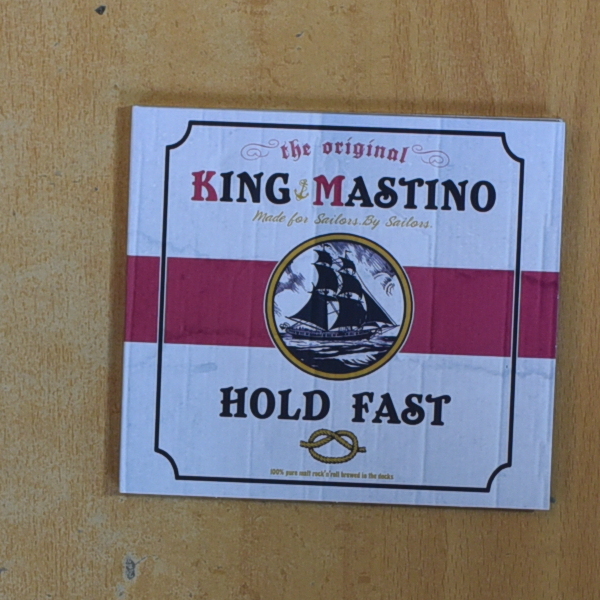 the original
KING MASTINO
Made for Sailors. By Sailors.
HOLD FAST
100% pure malt rock'n'roll brewed in the docks